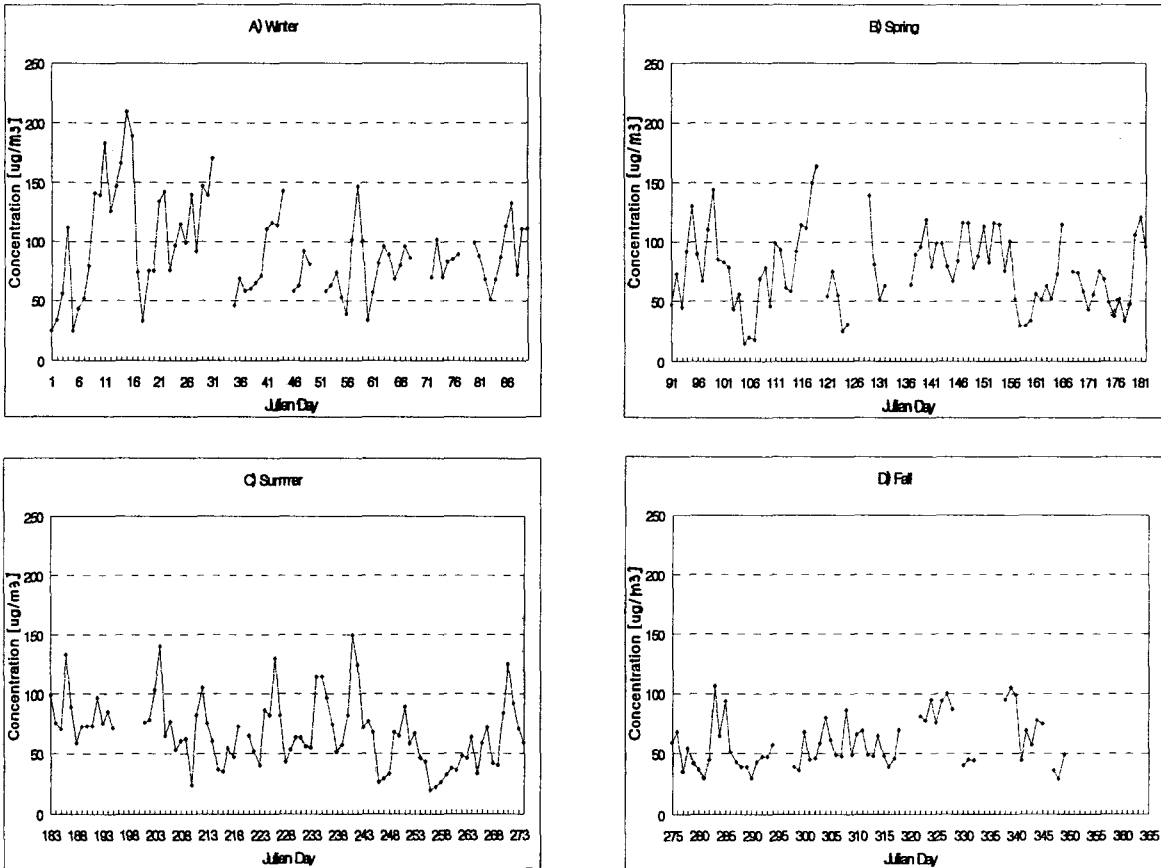 A) Winter
Concentration [ug/m3]
250
200
150
100
50
0
1 6 11 16 21 26 31 36 41 46 51 56 61 66 71 76 81 86
Julian Day
B) Spring
Concentration [ug/m3]
250
200
150
100
50
0
91 96 101 106 111 116 121 126 131 136 141 146 151 156 161 166 171 176 181
Julian Day
C) Summer
Concentration [ug/m3]
250
200
150
100
50
0
183 188 193 198 203 208 213 218 223 228 233 238 243 248 253 258 263 268 273
Julian Day
D) Fall
Concentration [ug/m3]
250
200
150
100
50
0
275 280 285 290 295 300 305 310 315 320 325 330 335 340 345 350 355 360 365
Julian Day